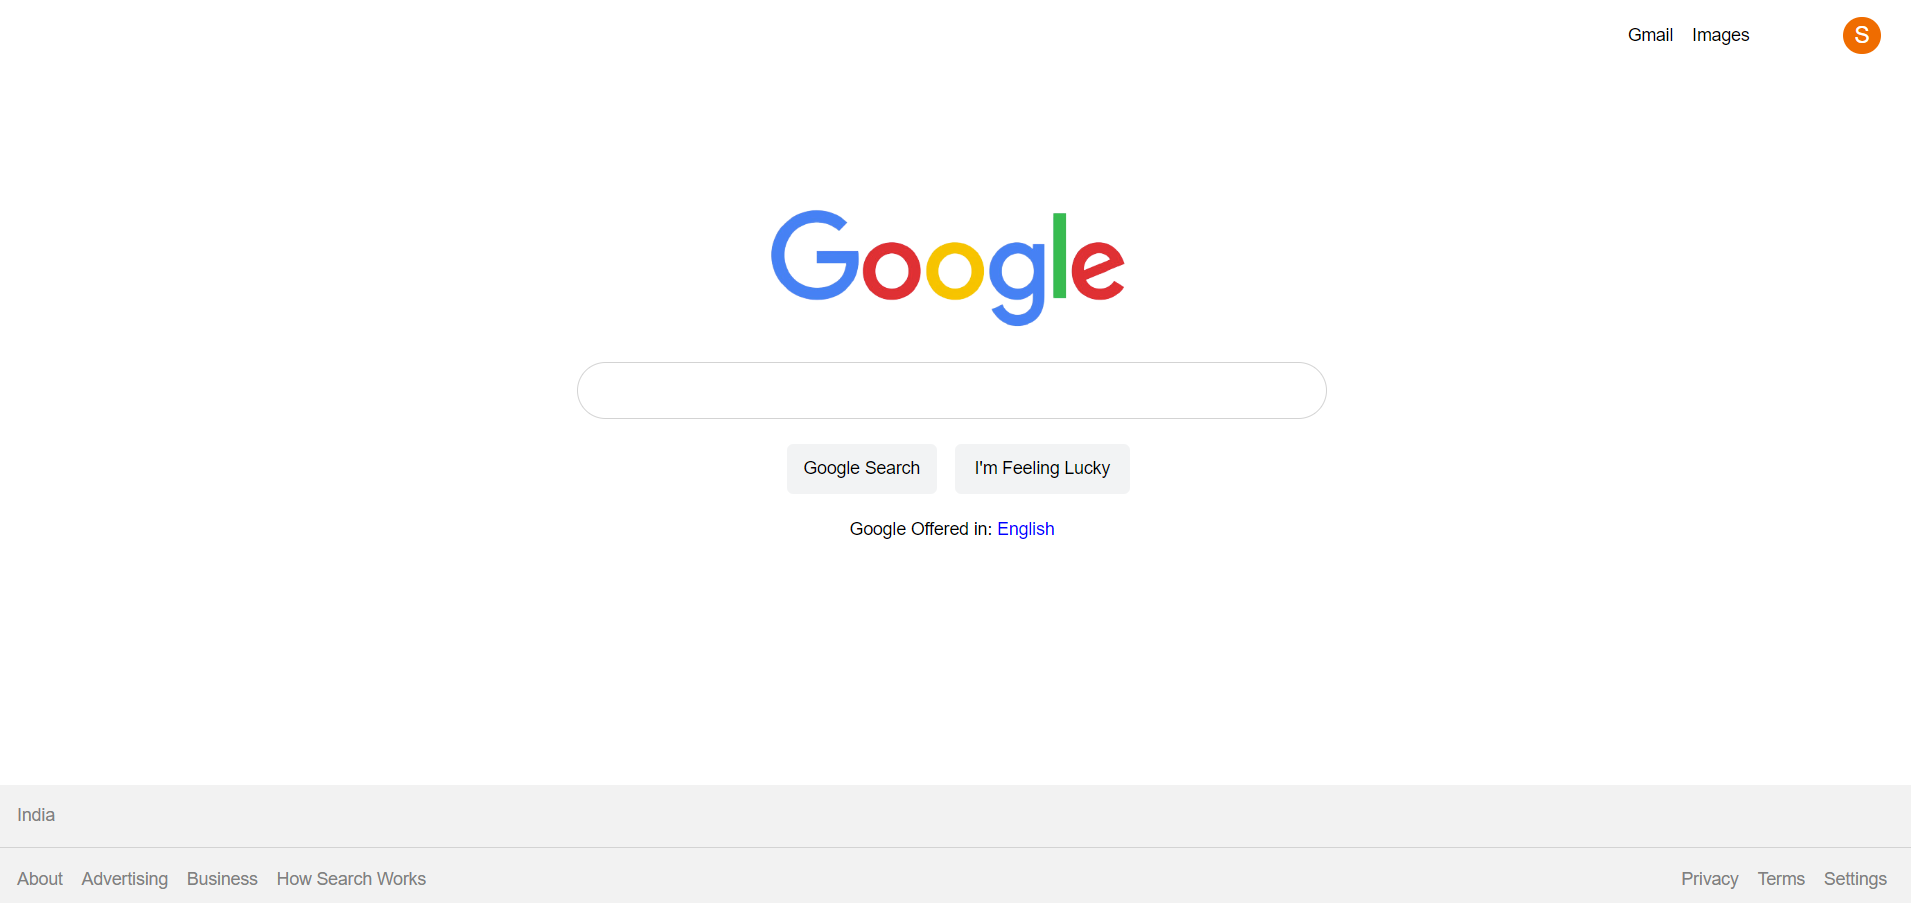 Gmail Images S
Google
Google Search I'm Feeling Lucky
Google Offered in: English
India
About Advertising Business How Search Works Privacy Terms Settings